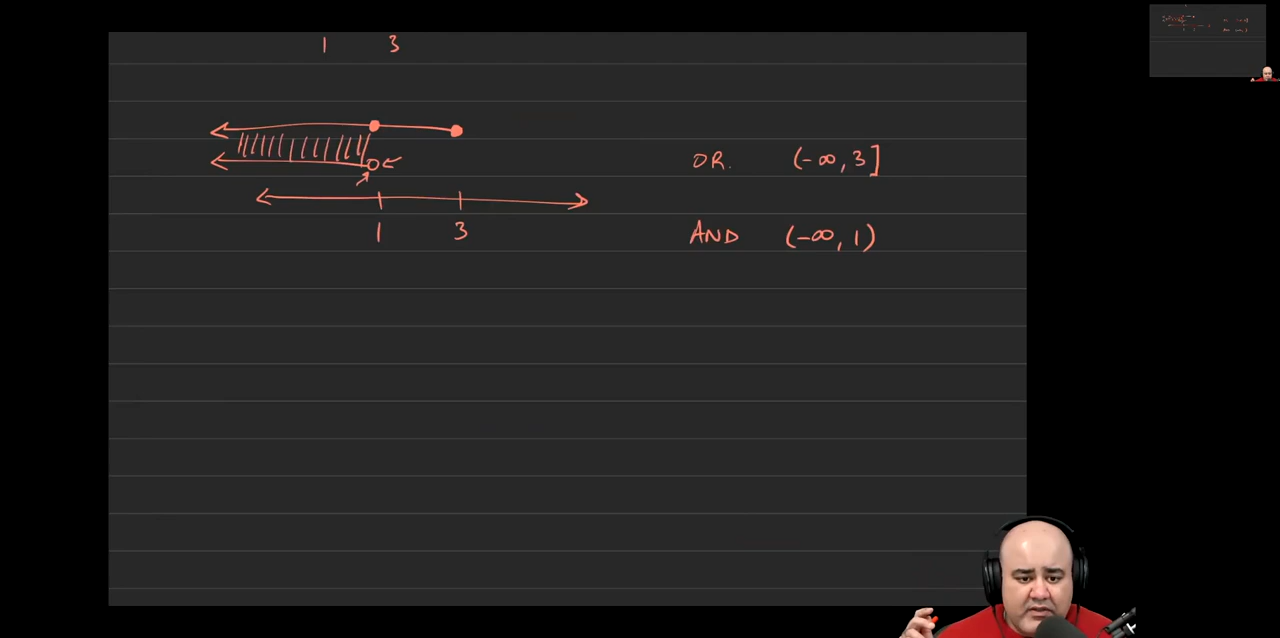 1 3
OR. (-∞, 3]
1 3
AND (-∞, 1)